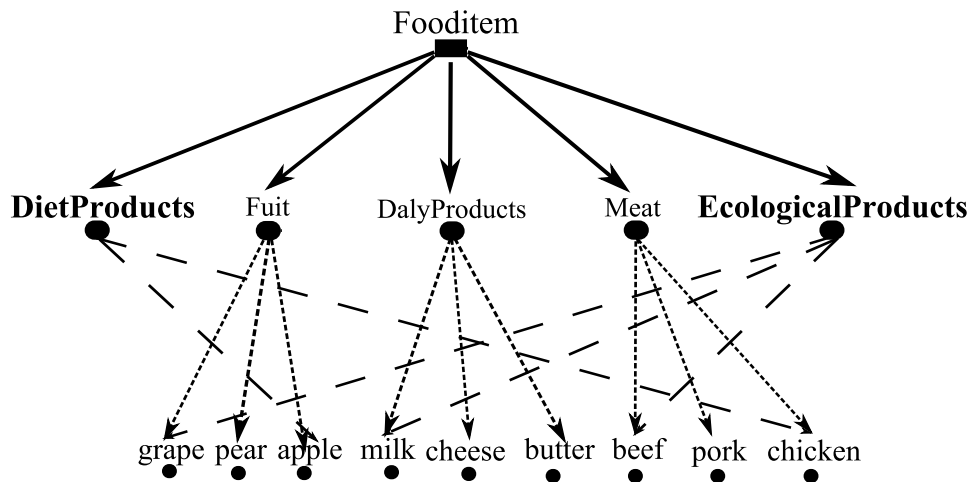 Fooditem
DietProducts Fuit DalyProducts Meat EcologicalProducts
grape pear apple milk cheese butter beef pork chicken